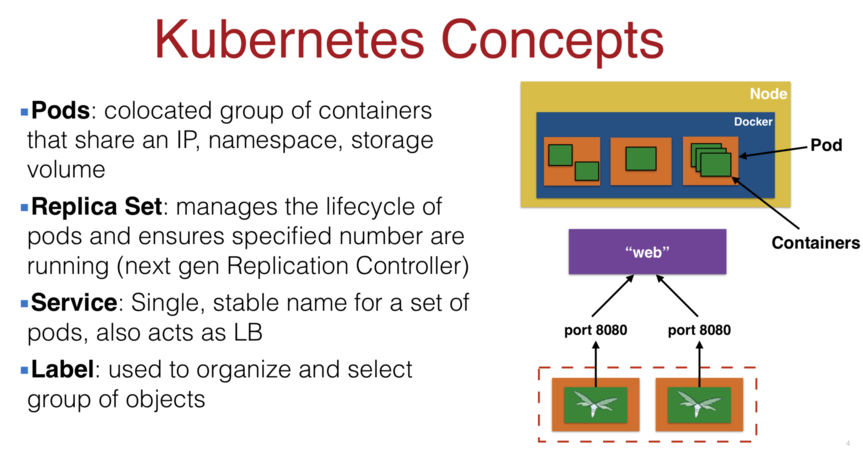 Kubernetes Concepts
Pods: colocated group of containers
that share an IP, namespace, storage
volume
Replica Set: manages the lifecycle of
pods and ensures specified number are
running (next gen Replication Controller)
Service: Single, stable name for a set of
pods, also acts as LB
Label: used to organize and select
group of objects
Node
Docker
Pod
Containers
“web”
port 8080
port 8080
4